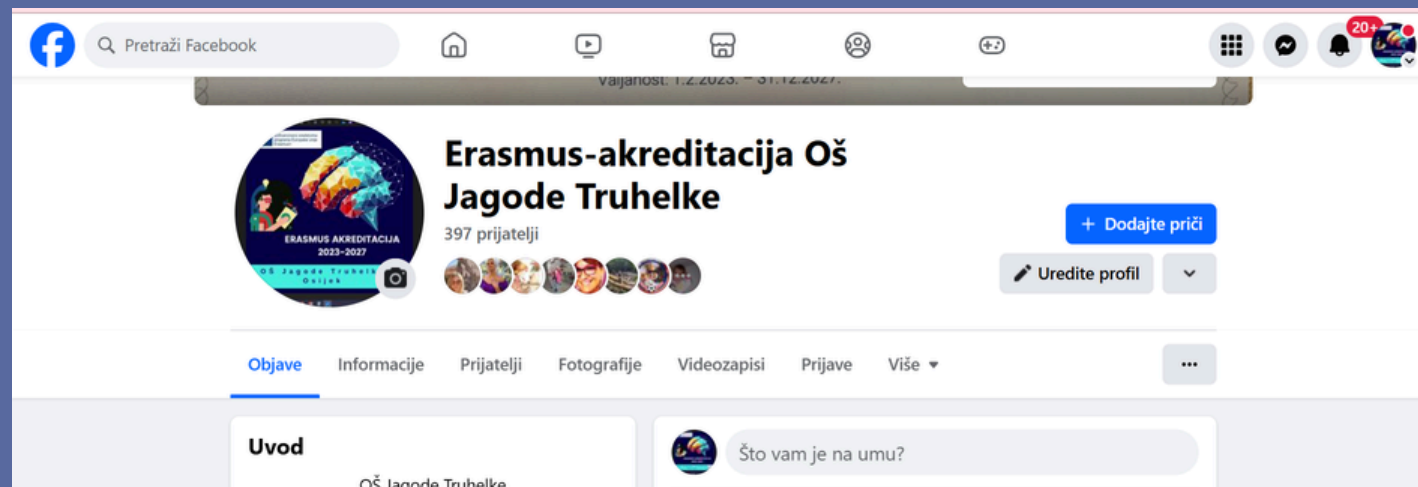 Pretraži Facebook
20+
Valjanost: 1.2.2023. – 31.12.2027.
Erasmus-akreditacija Oš
Jagode Truhelke
397 prijatelji
ERASMUS AKREDITACIJA
2023-2027
OŠ Jagode Truhelke
Osijek
+ Dodajte priči
Uredite profil
Objave Informacije Prijatelji Fotografije Videozapisi Prijave Više
Uvod
Što vam je na umu?
OŠ Jagode Truhelke